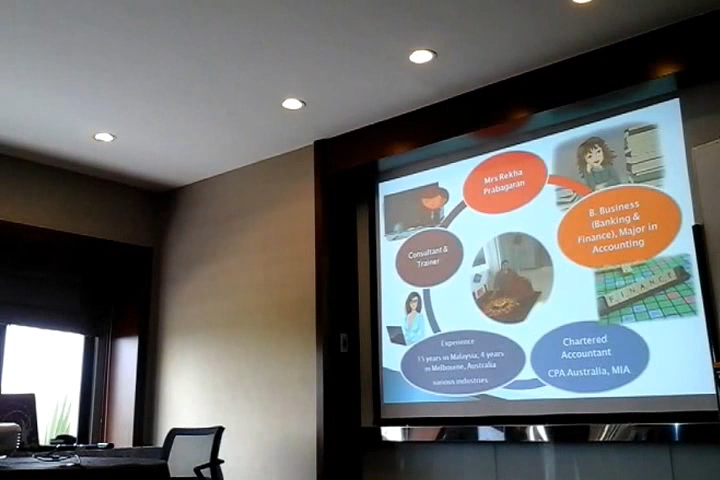 Mrs Rekha
Prabagaran
B. Business
(Banking &
Finance), Major in
Accounting
Consultant &
Trainer
FINANCE
Experience
15 years in Malaysia, 4 years
in Melbourne, Australia
various industries
Chartered
Accountant
CPA Australia, MIA